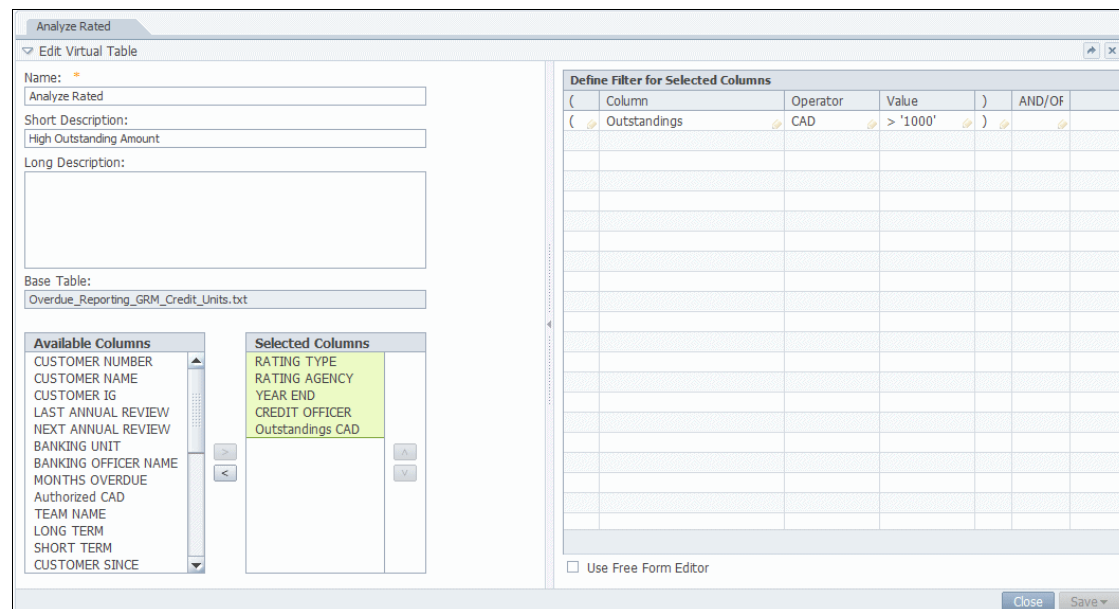 Analyze Rated
Edit Virtual Table
Name: *
Analyze Rated
Short Description:
High Outstanding Amount
Long Description:
Base Table:
Overdue_Reporting_GRM_Credit_Units.txt
Available Columns
CUSTOMER NUMBER
CUSTOMER NAME
CUSTOMER IG
LAST ANNUAL REVIEW
NEXT ANNUAL REVIEW
BANKING UNIT
BANKING OFFICER NAME
MONTHS OVERDUE
Authorized CAD
TEAM NAME
LONG TERM
SHORT TERM
CUSTOMER SINCE
>
<
Selected Columns
RATING TYPE
RATING AGENCY
YEAR END
CREDIT OFFICER
Outstandings CAD
Define Filter for Selected Columns
( Column Operator Value ) AND/OF
( Outstandings CAD > '1000' )
Use Free Form Editor
Close Save